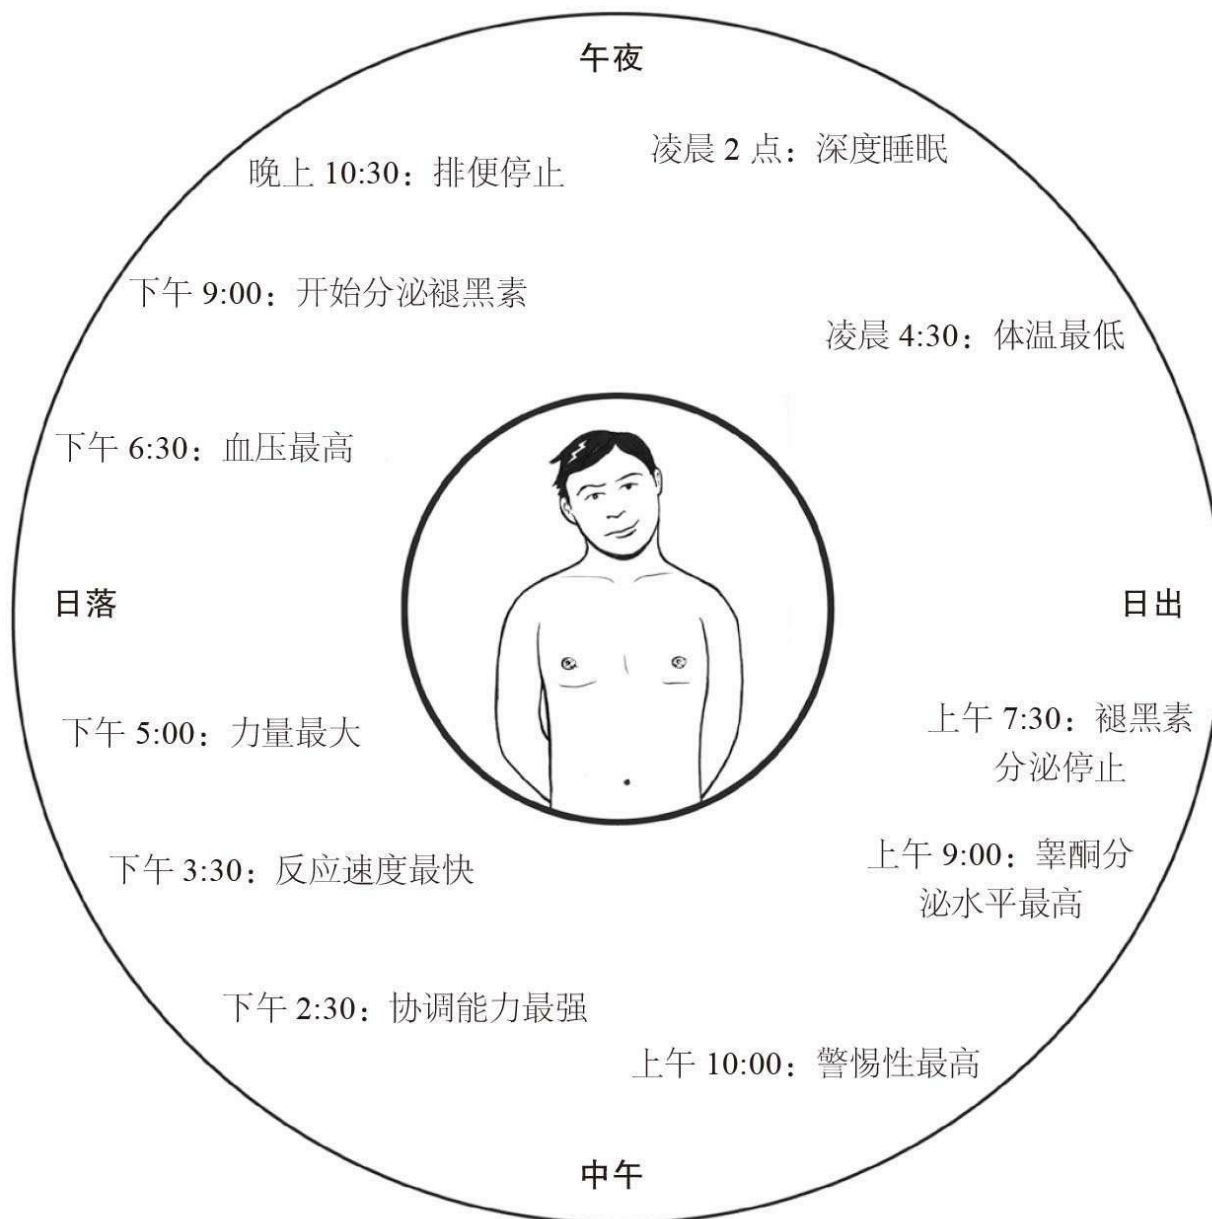 午夜
凌晨 2 点：深度睡眠
晚上 10:30：排便停止
下午 9:00：开始分泌褪黑素
凌晨 4:30：体温最低
下午 6:30：血压最高
日落
日出
下午 5:00：力量最大
上午 7:30：褪黑素
分泌停止
上午 9:00：睾酮分
泌水平最高
下午 3:30：反应速度最快
下午 2:30：协调能力最强
上午 10:00：警惕性最高
中午